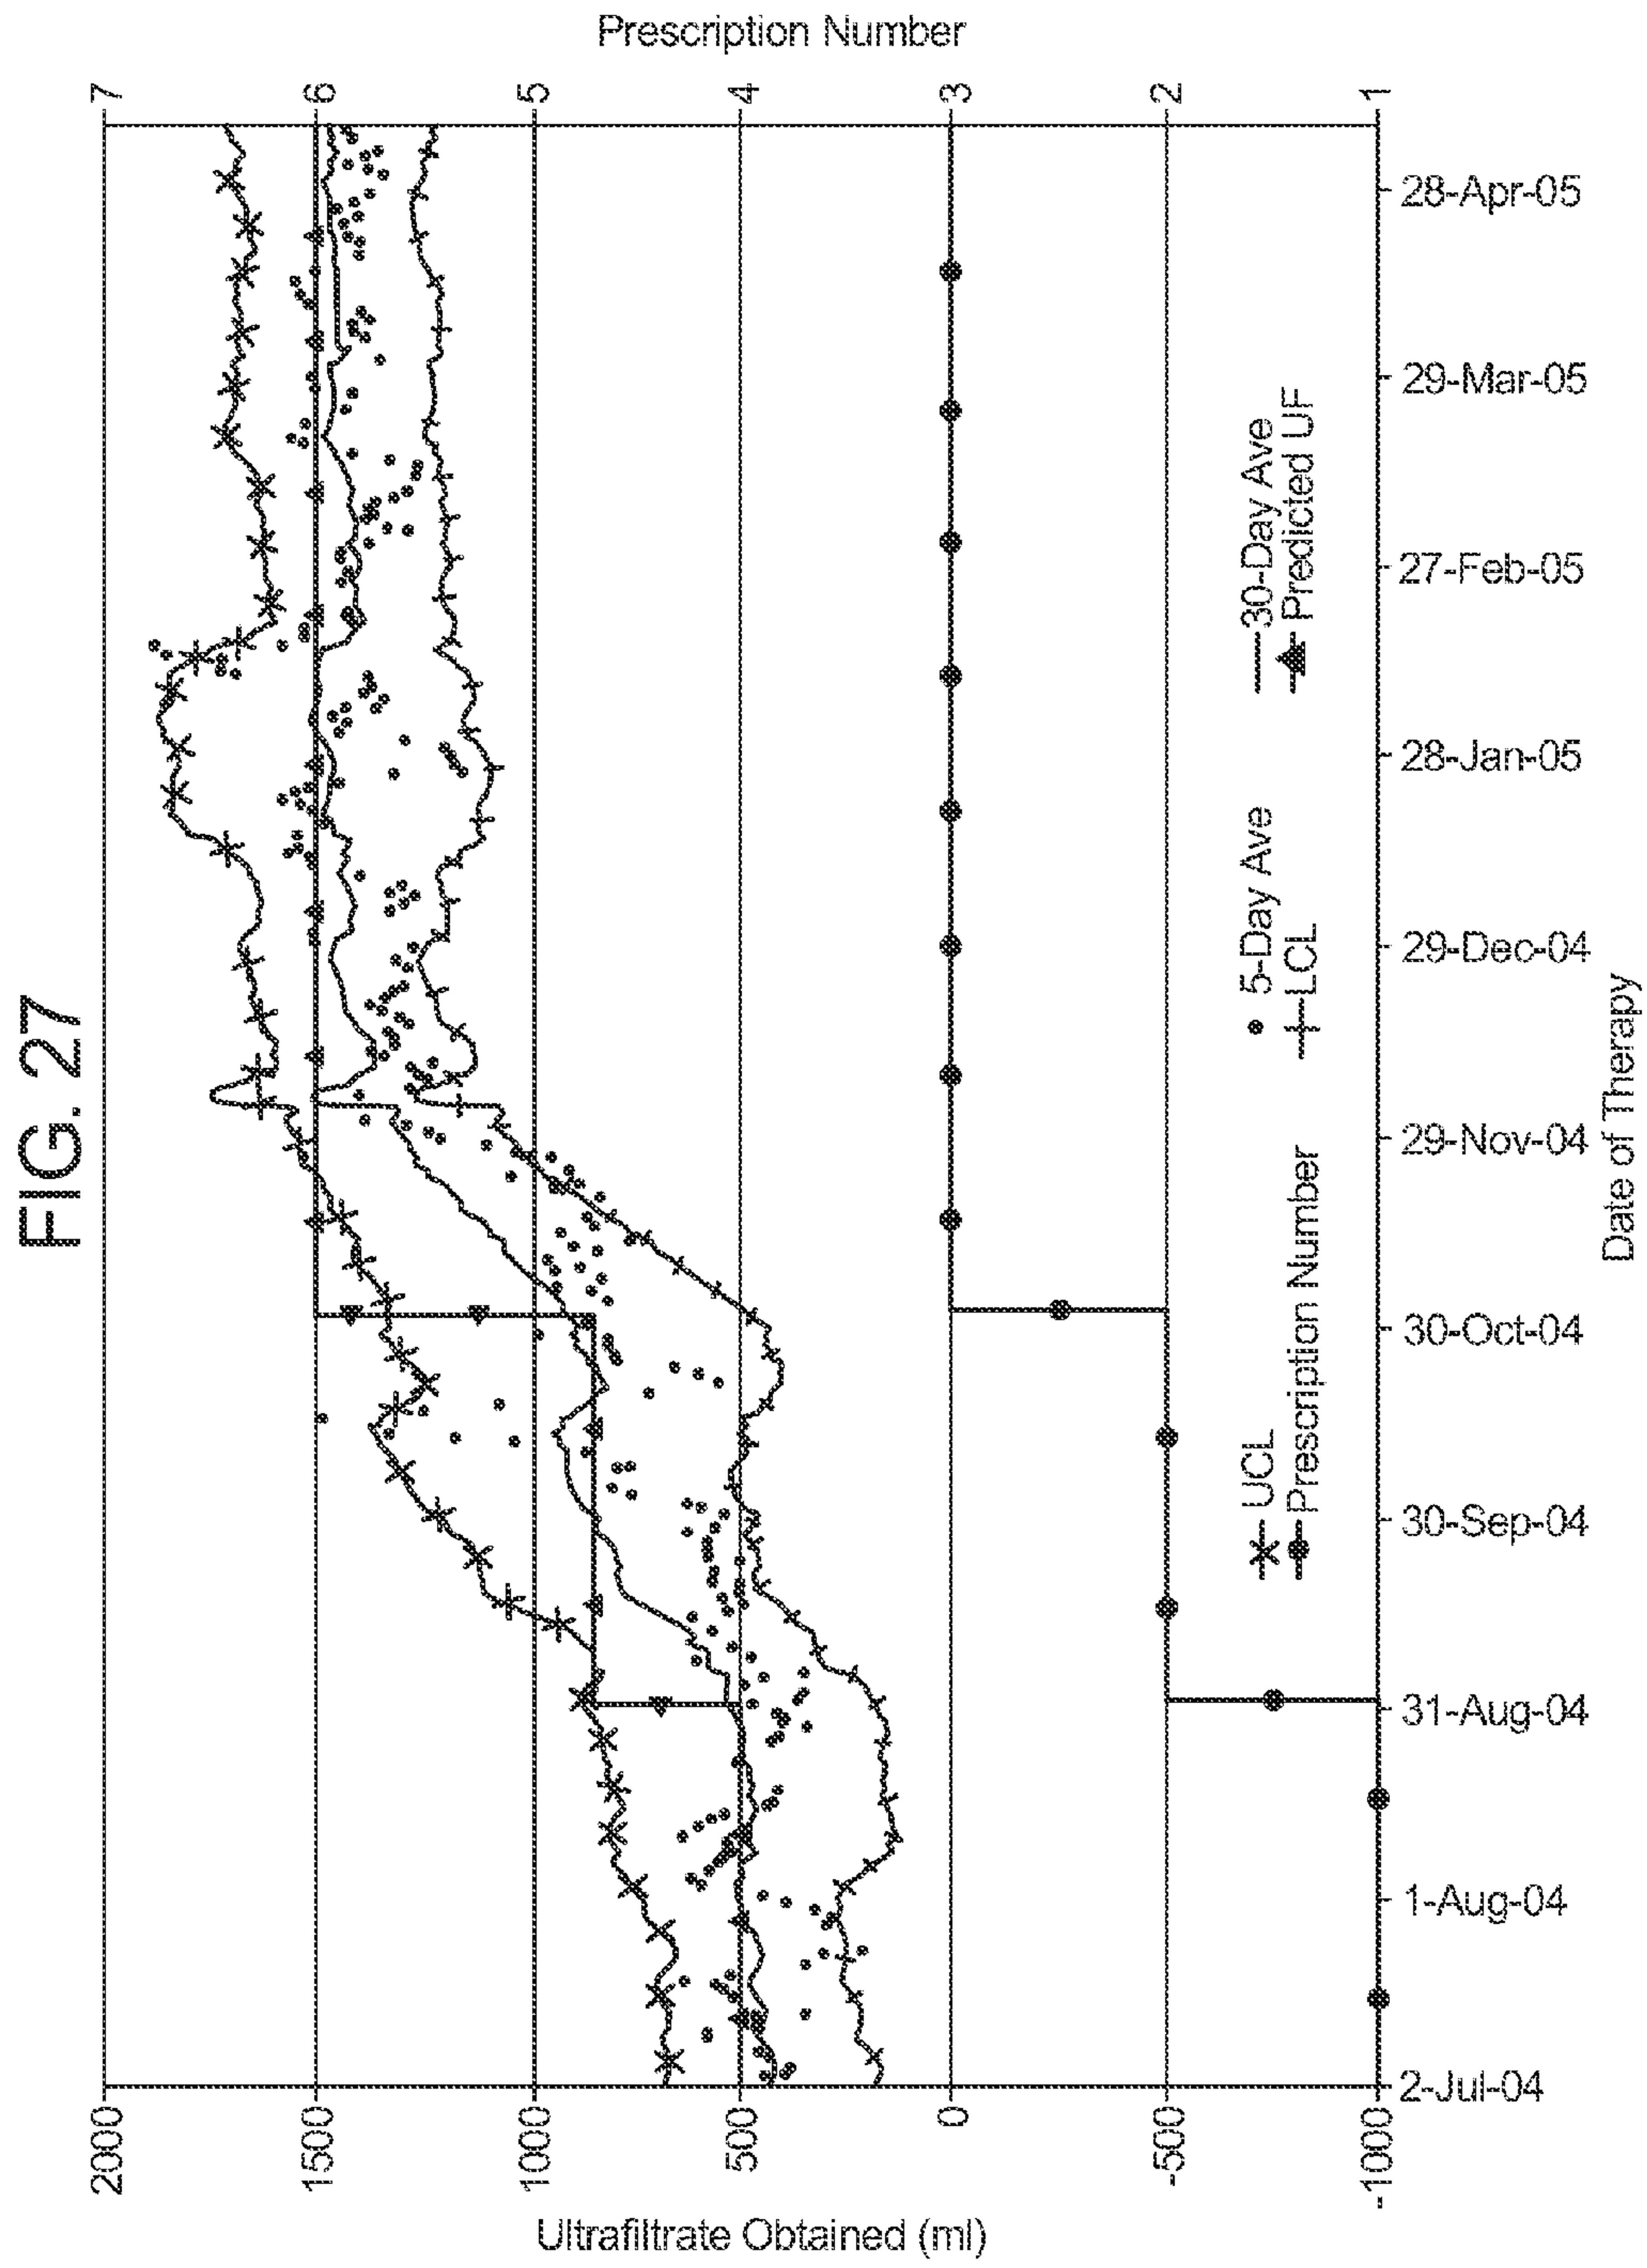 FIG. 27
Ultrafiltrate Obtained (ml)
2000
1500
1000
500
0
-500
-1000
Prescription Number
7
6
5
4
3
2
1
2-Jul-04
1-Aug-04
31-Aug-04
30-Sep-04
30-Oct-04
29-Nov-04
29-Dec-04
28-Jan-05
27-Feb-05
29-Mar-05
28-Apr-05
Date of Therapy
UCL
5-Day Ave
30-Day Ave
Prescription Number
LCL
Predicted UF